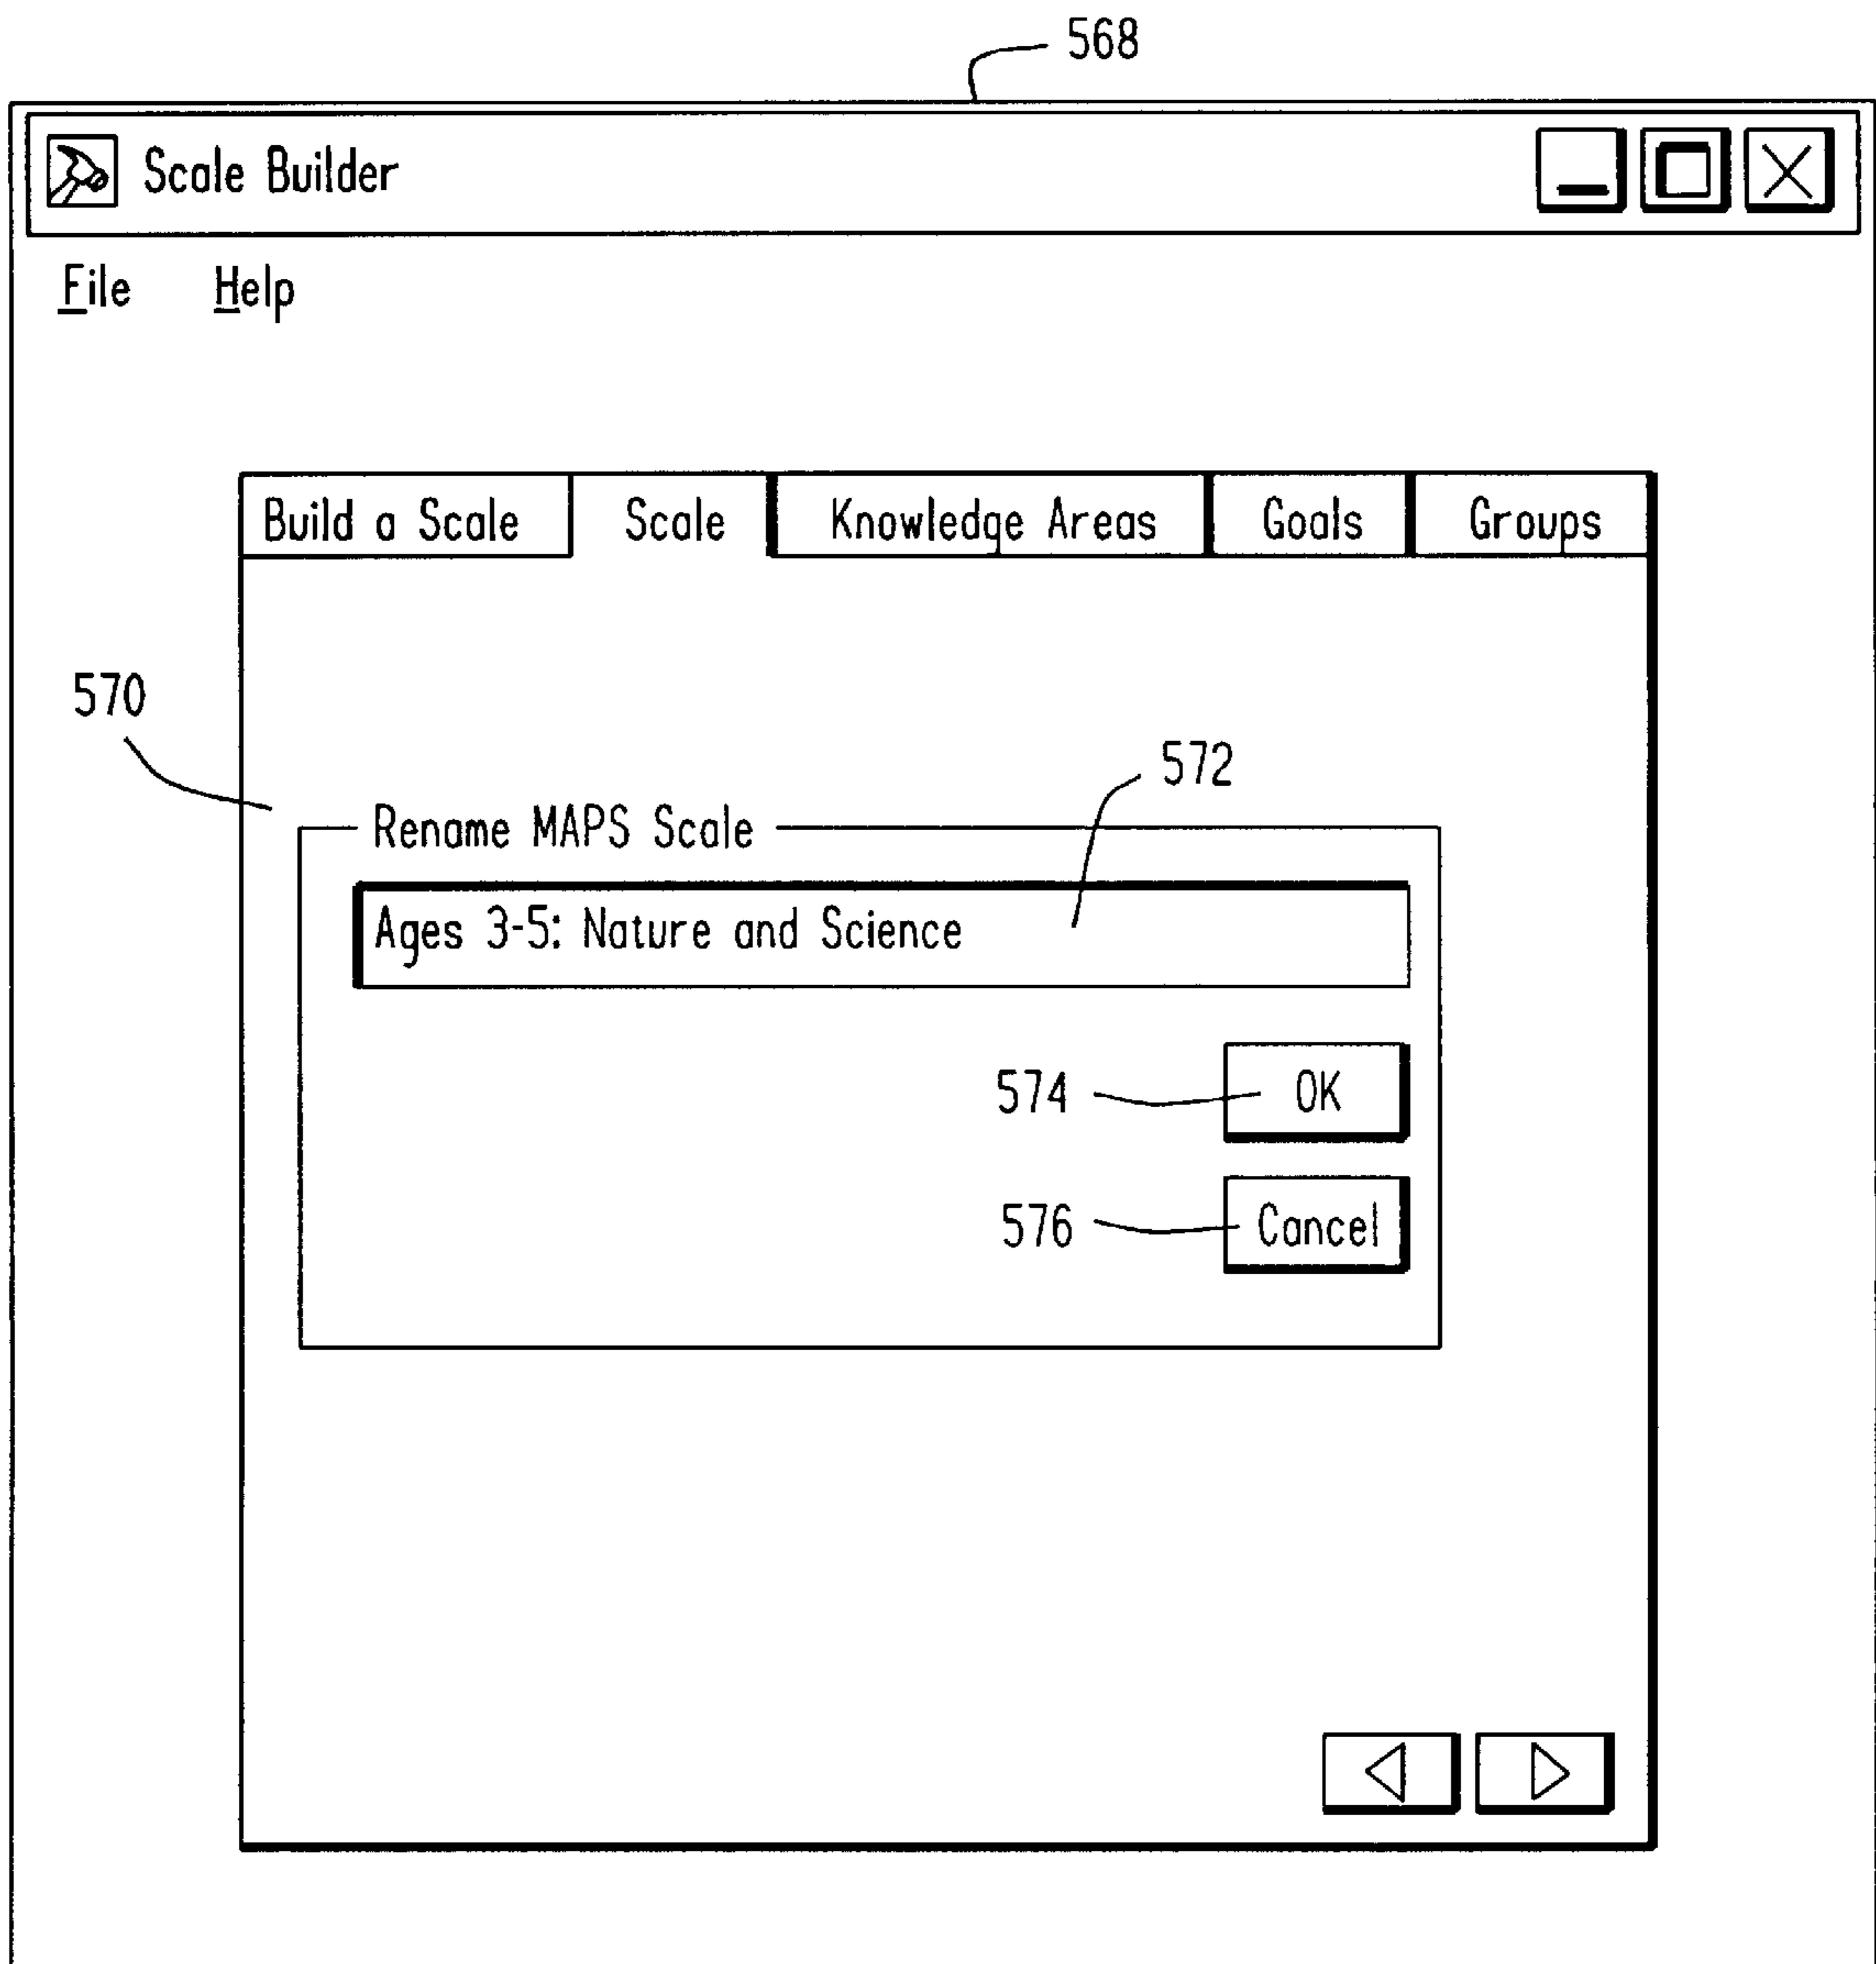 568
Scale Builder
File Help
Build a Scale Scale Knowledge Areas Goals Groups
570
572
Rename MAPS Scale
Ages 3-5: Nature and Science
574 OK
576 Cancel